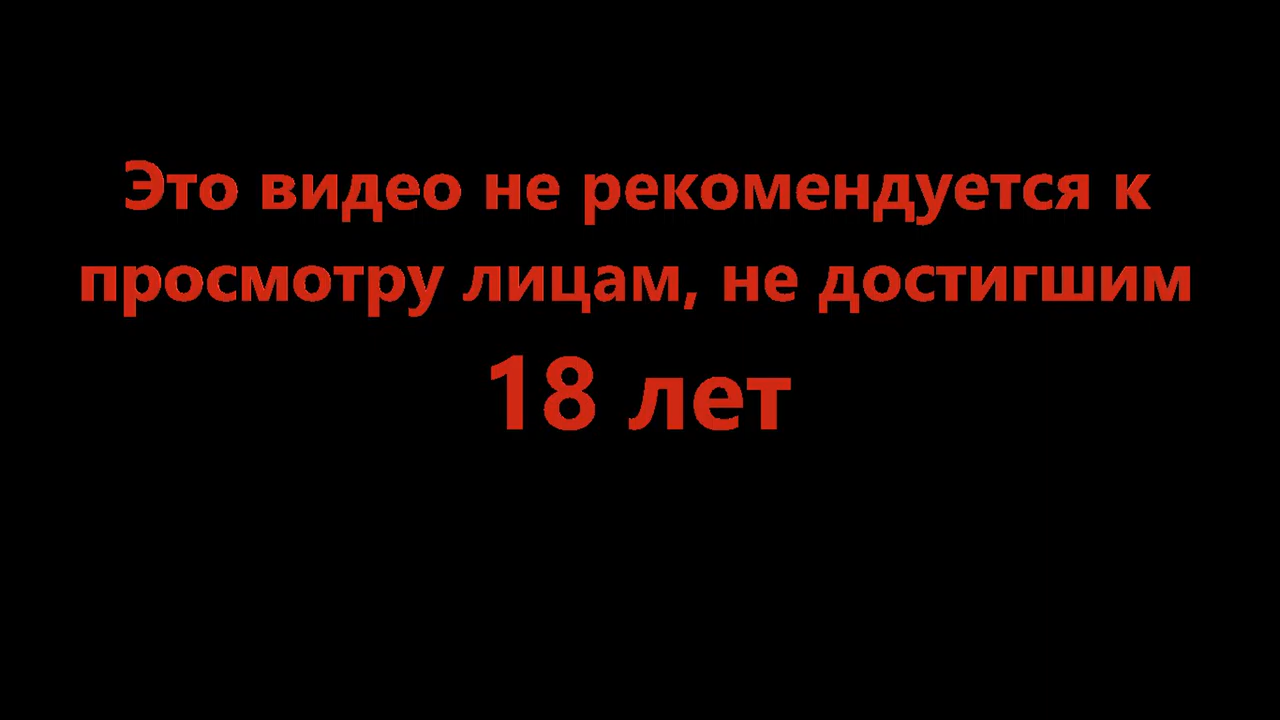 Это видео не рекомендуется к
просмотру лицам, не достигшим
18 лет